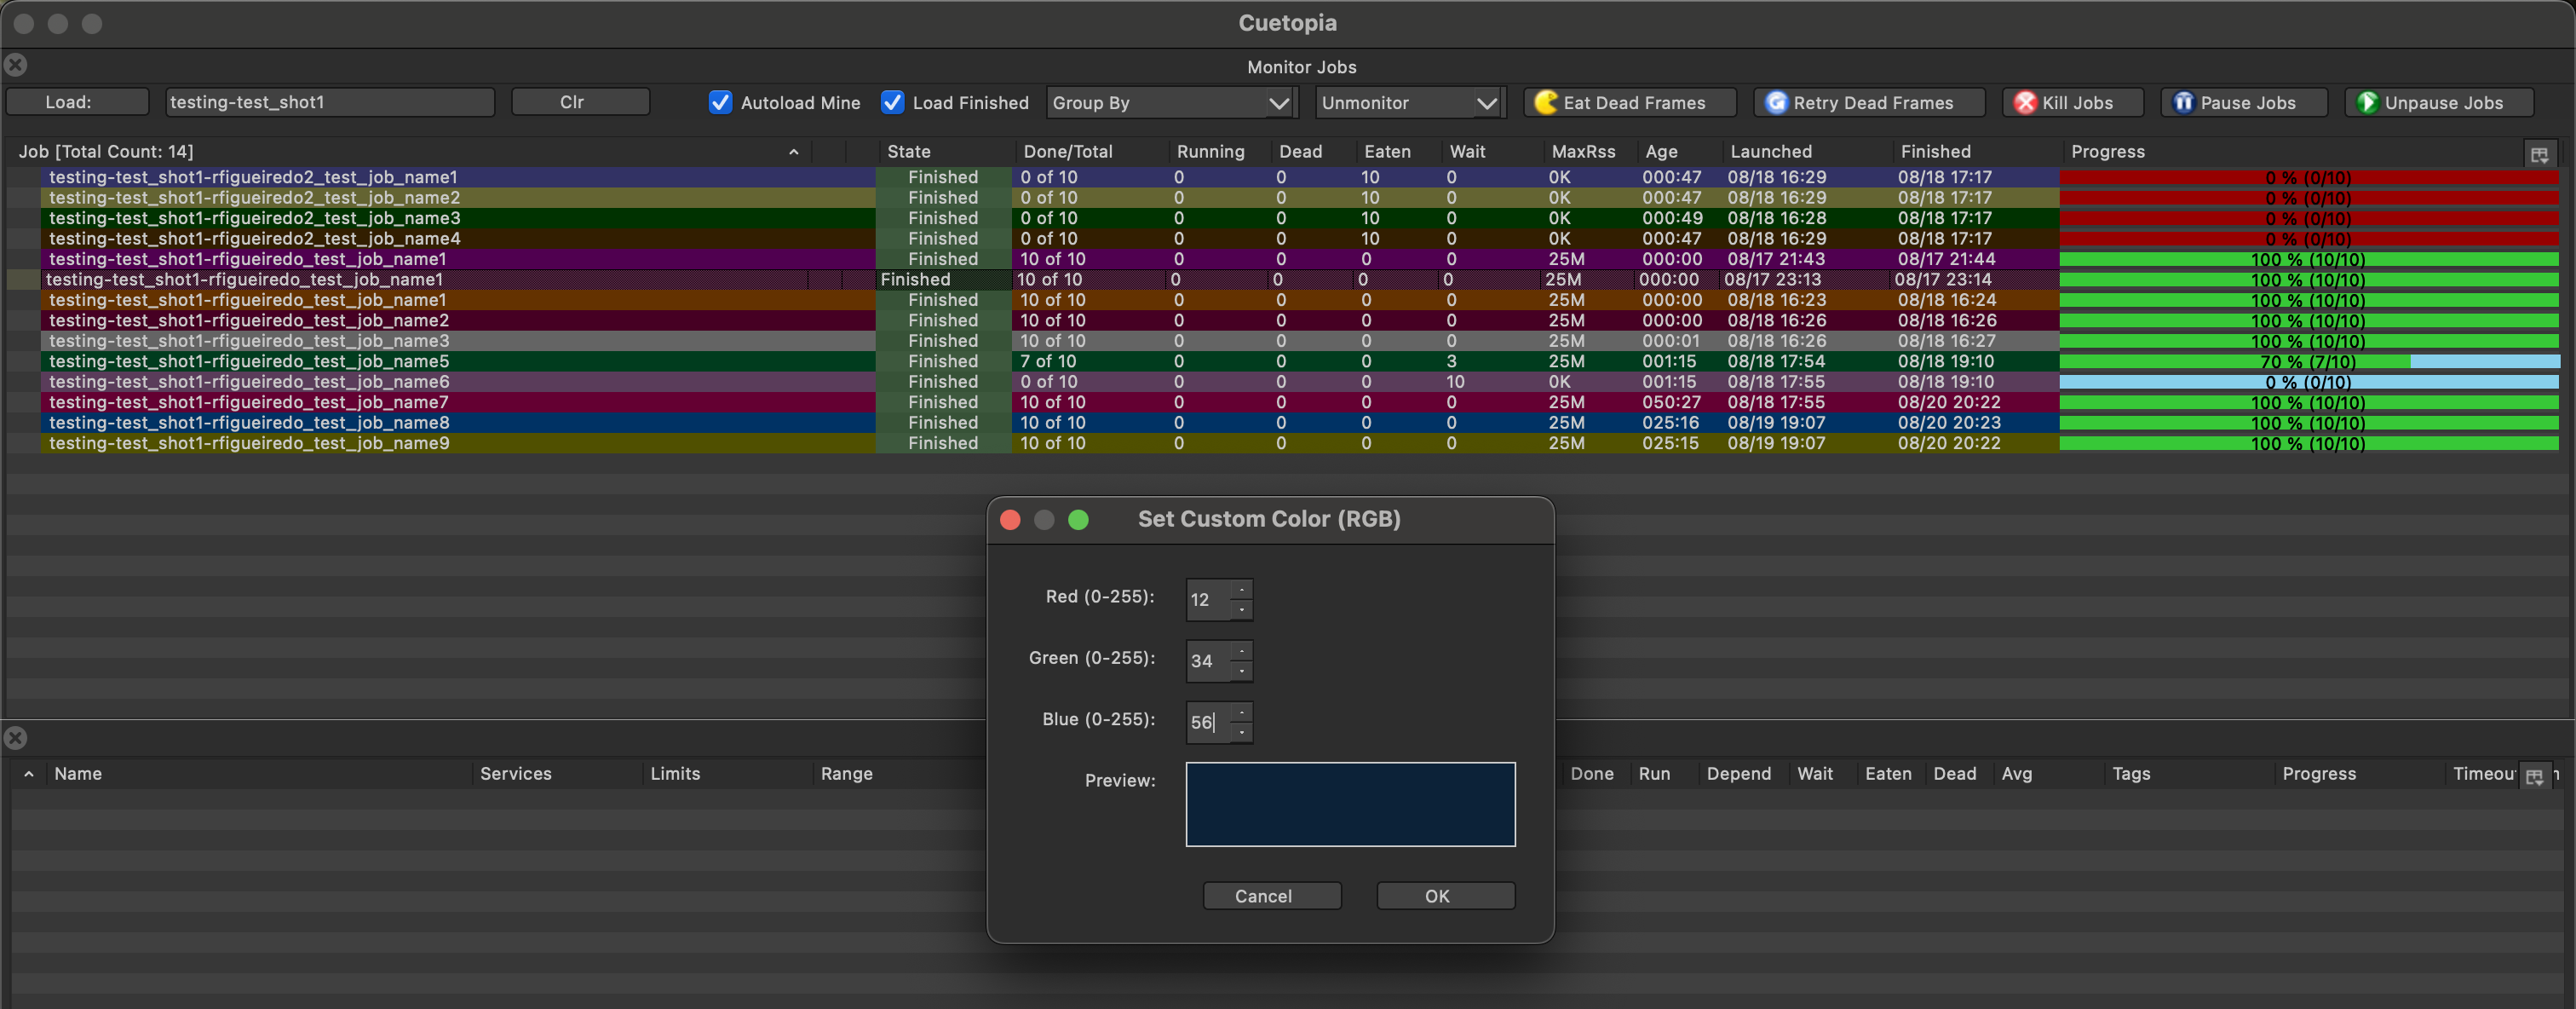 Cuetopia
Monitor Jobs
Load: testing-test_shot1 Clr Autoload Mine Load Finished Group By Unmonitor Eat Dead Frames Retry Dead Frames Kill Jobs Pause Jobs Unpause Jobs
Job [Total Count: 14] State Done/Total Running Dead Eaten Wait MaxRss Age Launched Finished Progress
testing-test_shot1-rfigueiredo2_test_job_name1 Finished 0 of 10 0 0 10 0 0K 000:47 08/18 16:29 08/18 17:17 0 % (0/10)
testing-test_shot1-rfigueiredo2_test_job_name2 Finished 0 of 10 0 0 10 0 0K 000:47 08/18 16:29 08/18 17:17 0 % (0/10)
testing-test_shot1-rfigueiredo2_test_job_name3 Finished 0 of 10 0 0 10 0 0K 000:49 08/18 16:28 08/18 17:17 0 % (0/10)
testing-test_shot1-rfigueiredo2_test_job_name4 Finished 0 of 10 0 0 10 0 0K 000:47 08/18 16:29 08/18 17:17 0 % (0/10)
testing-test_shot1-rfigueiredo_test_job_name1 Finished 10 of 10 0 0 0 0 25M 000:00 08/17 21:43 08/17 21:44 100 % (10/10)
testing-test_shot1-rfigueiredo_test_job_name1 Finished 10 of 10 0 0 0 0 25M 000:00 08/17 23:13 08/17 23:14 100 % (10/10)
testing-test_shot1-rfigueiredo_test_job_name1 Finished 10 of 10 0 0 0 0 25M 000:00 08/18 16:23 08/18 16:24 100 % (10/10)
testing-test_shot1-rfigueiredo_test_job_name2 Finished 10 of 10 0 0 0 0 25M 000:00 08/18 16:26 08/18 16:26 100 % (10/10)
testing-test_shot1-rfigueiredo_test_job_name3 Finished 10 of 10 0 0 0 0 25M 000:01 08/18 16:26 08/18 16:27 100 % (10/10)
testing-test_shot1-rfigueiredo_test_job_name5 Finished 7 of 10 0 0 0 3 25M 001:15 08/18 17:54 08/18 19:10 70 % (7/10)
testing-test_shot1-rfigueiredo_test_job_name6 Finished 0 of 10 0 0 0 10 0K 001:15 08/18 17:55 08/18 19:10 0 % (0/10)
testing-test_shot1-rfigueiredo_test_job_name7 Finished 10 of 10 0 0 0 0 25M 050:27 08/18 17:55 08/20 20:22 100 % (10/10)
testing-test_shot1-rfigueiredo_test_job_name8 Finished 10 of 10 0 0 0 0 25M 025:16 08/19 19:07 08/20 20:23 100 % (10/10)
testing-test_shot1-rfigueiredo_test_job_name9 Finished 10 of 10 0 0 0 0 25M 025:15 08/19 19:07 08/20 20:22 100 % (10/10)
Set Custom Color (RGB)
Red (0-255): 12
Green (0-255): 34
Blue (0-255): 56
Preview:
Cancel OK
Name Services Limits Range Done Run Depend Wait Eaten Dead Avg Tags Progress Timeou